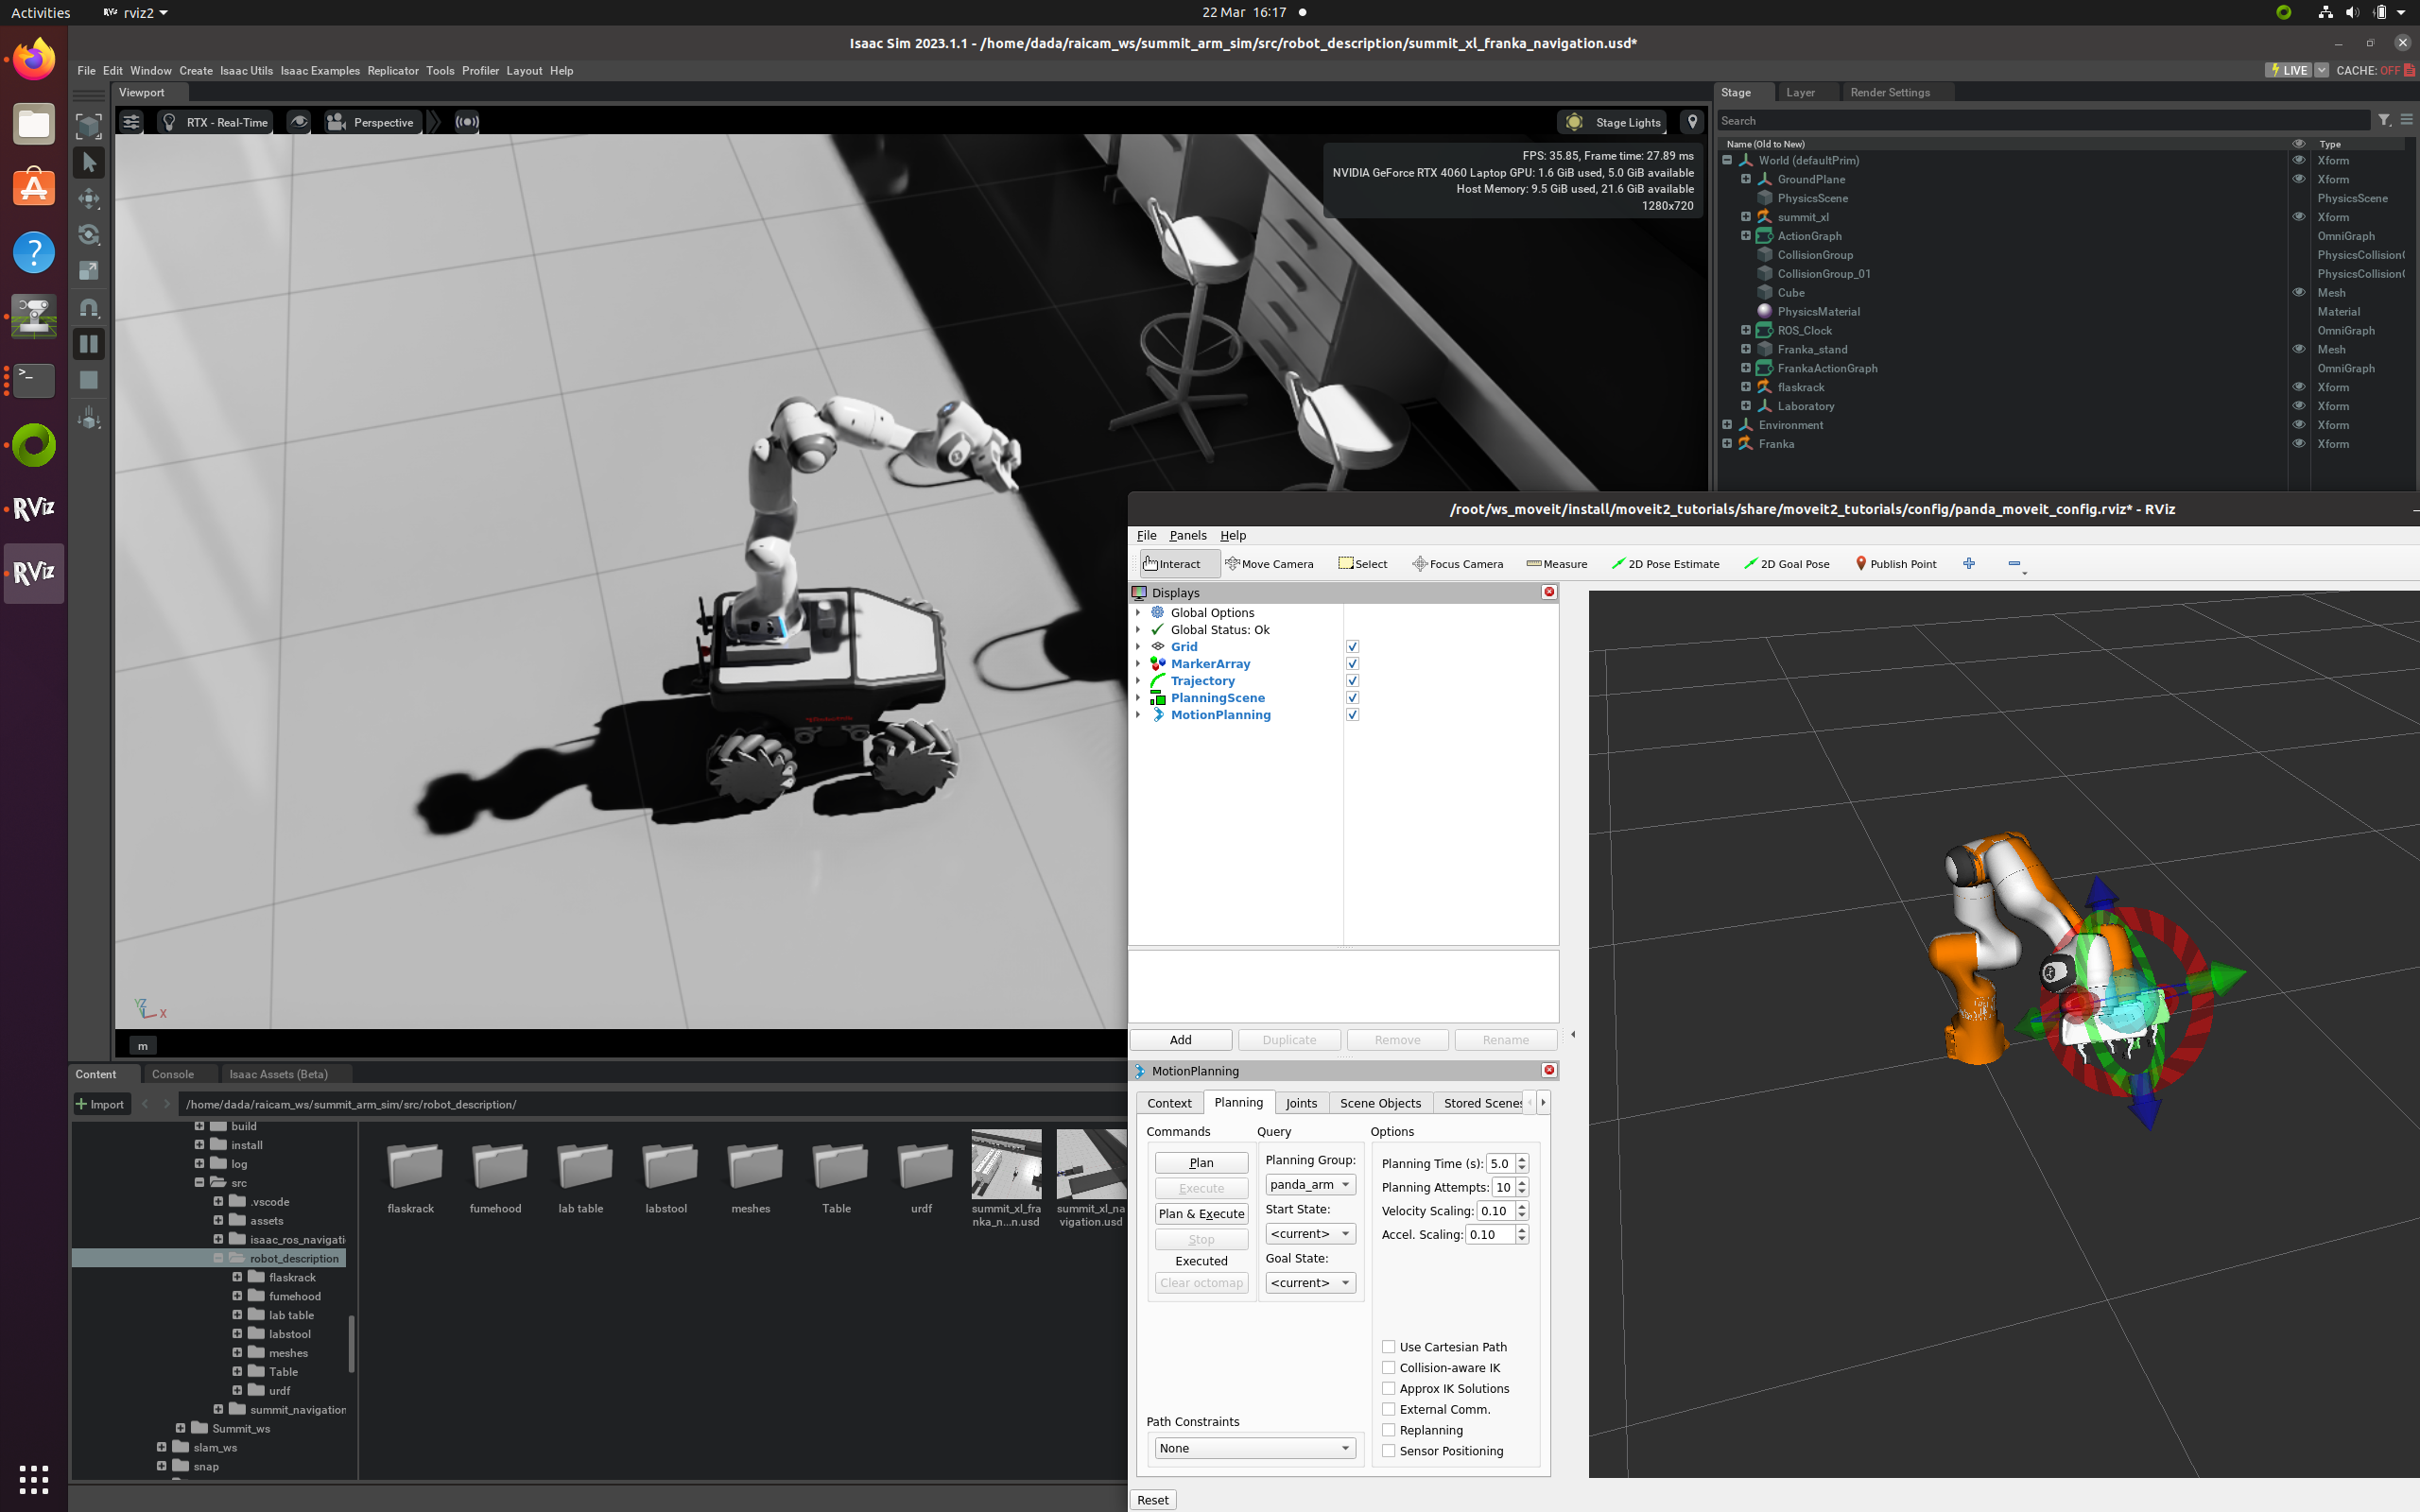 Activities
rviz2
22 Mar 16:17
Isaac Sim 2023.1.1 - /home/dada/raicam_ws/summit_arm_sim/src/robot_description/summit_xl_franka_navigation.usd*
File Edit Window Create Isaac Utils Isaac Examples Replicator Tools Profiler Layout Help
LIVE
CACHE: OFF
Viewport
RTX - Real-Time
Perspective
Stage Lights
FPS: 35.85, Frame time: 27.89 ms
NVIDIA GeForce RTX 4060 Laptop GPU: 1.6 GiB used, 5.0 GiB available
Host Memory: 9.5 GiB used, 21.6 GiB available
1280x720
Stage Layer Render Settings
Search
Name (Old to New) Type
World (defaultPrim) Xform
GroundPlane Xform
PhysicsScene PhysicsScene
summit_xl Xform
ActionGraph OmniGraph
CollisionGroup PhysicsCollision
CollisionGroup_01 PhysicsCollision
Cube Mesh
PhysicsMaterial Material
ROS_Clock OmniGraph
Franka_stand Mesh
FrankaActionGraph OmniGraph
flaskrack Xform
Laboratory Xform
Environment Xform
Franka Xform
RViz
RViz
YZ
X
m
Content Console Isaac Assets (Beta)
Import
/home/dada/raicam_ws/summit_arm_sim/src/robot_description/
build
install
log
src
.vscode
assets
isaac_ros_navigati
robot_description
flaskrack
fumehood
lab table
labstool
meshes
Table
urdf
summit_navigation
Summit_ws
slam_ws
snap
flaskrack fumehood lab table labstool meshes Table urdf
summit_xl_fra
nka_n...n.usd
summit_xl_na
vigation.usd
/root/ws_moveit/install/moveit2_tutorials/share/moveit2_tutorials/config/panda_moveit_config.rviz* - RViz
File Panels Help
Interact Move Camera Select Focus Camera Measure 2D Pose Estimate 2D Goal Pose Publish Point
Displays
Global Options
Global Status: Ok
Grid
MarkerArray
Trajectory
PlanningScene
MotionPlanning
Add Duplicate Remove Rename
MotionPlanning
Context Planning Joints Scene Objects Stored Scenes
Commands
Plan
Execute
Plan & Execute
Stop
Executed
Clear octomap
Query
Planning Group:
panda_arm
Start State:
<current>
Goal State:
<current>
Options
Planning Time (s): 5.0
Planning Attempts: 10
Velocity Scaling: 0.10
Accel. Scaling: 0.10
Use Cartesian Path
Collision-aware IK
Approx IK Solutions
External Comm.
Replanning
Sensor Positioning
Path Constraints
None
Reset